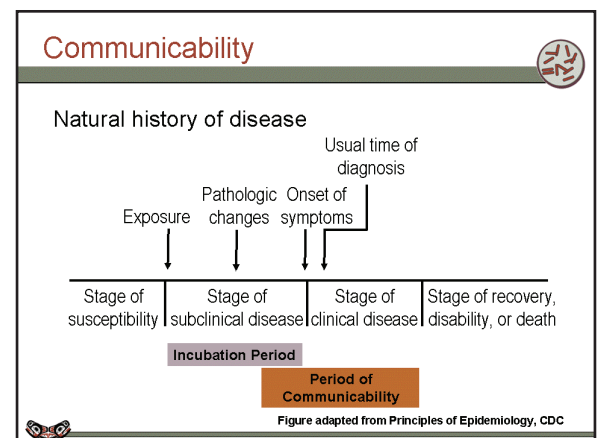 Communicability
Natural history of disease
Usual time of
diagnosis
Pathologic
changes
Onset of
symptoms
Exposure
Stage of
susceptibility
Stage of
subclinical disease
Stage of
clinical disease
Stage of recovery,
disability, or death
Incubation Period
Period of
Communicability
Figure adapted from Principles of Epidemiology, CDC